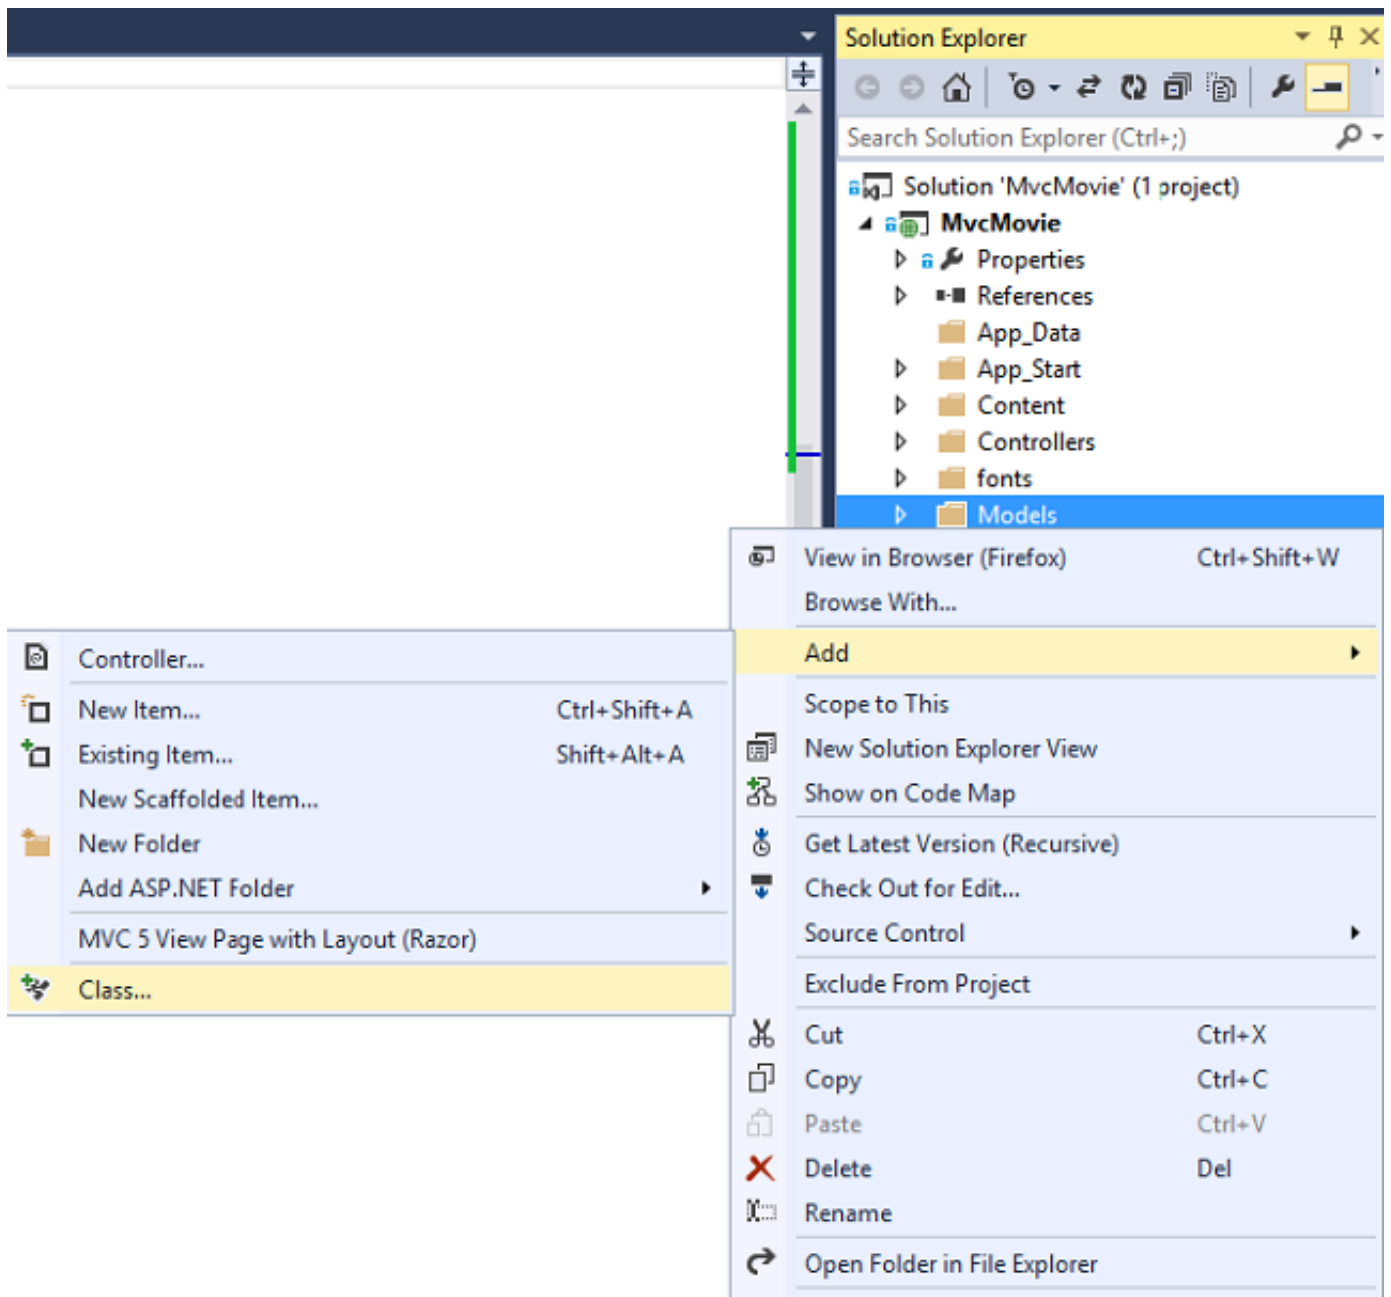 Solution Explorer
Search Solution Explorer (Ctrl+;)
Solution 'MvcMovie' (1 project)
MvcMovie
Properties
References
App_Data
App_Start
Content
Controllers
fonts
Models
View in Browser (Firefox) Ctrl+Shift+W
Browse With...
Add
Scope to This
New Solution Explorer View
Show on Code Map
Get Latest Version (Recursive)
Check Out for Edit...
Source Control
Exclude From Project
Cut Ctrl+X
Copy Ctrl+C
Paste Ctrl+V
Delete Del
Rename
Open Folder in File Explorer
Controller...
New Item... Ctrl+Shift+A
Existing Item... Shift+Alt+A
New Scaffolded Item...
New Folder
Add ASP.NET Folder
MVC 5 View Page with Layout (Razor)
Class...